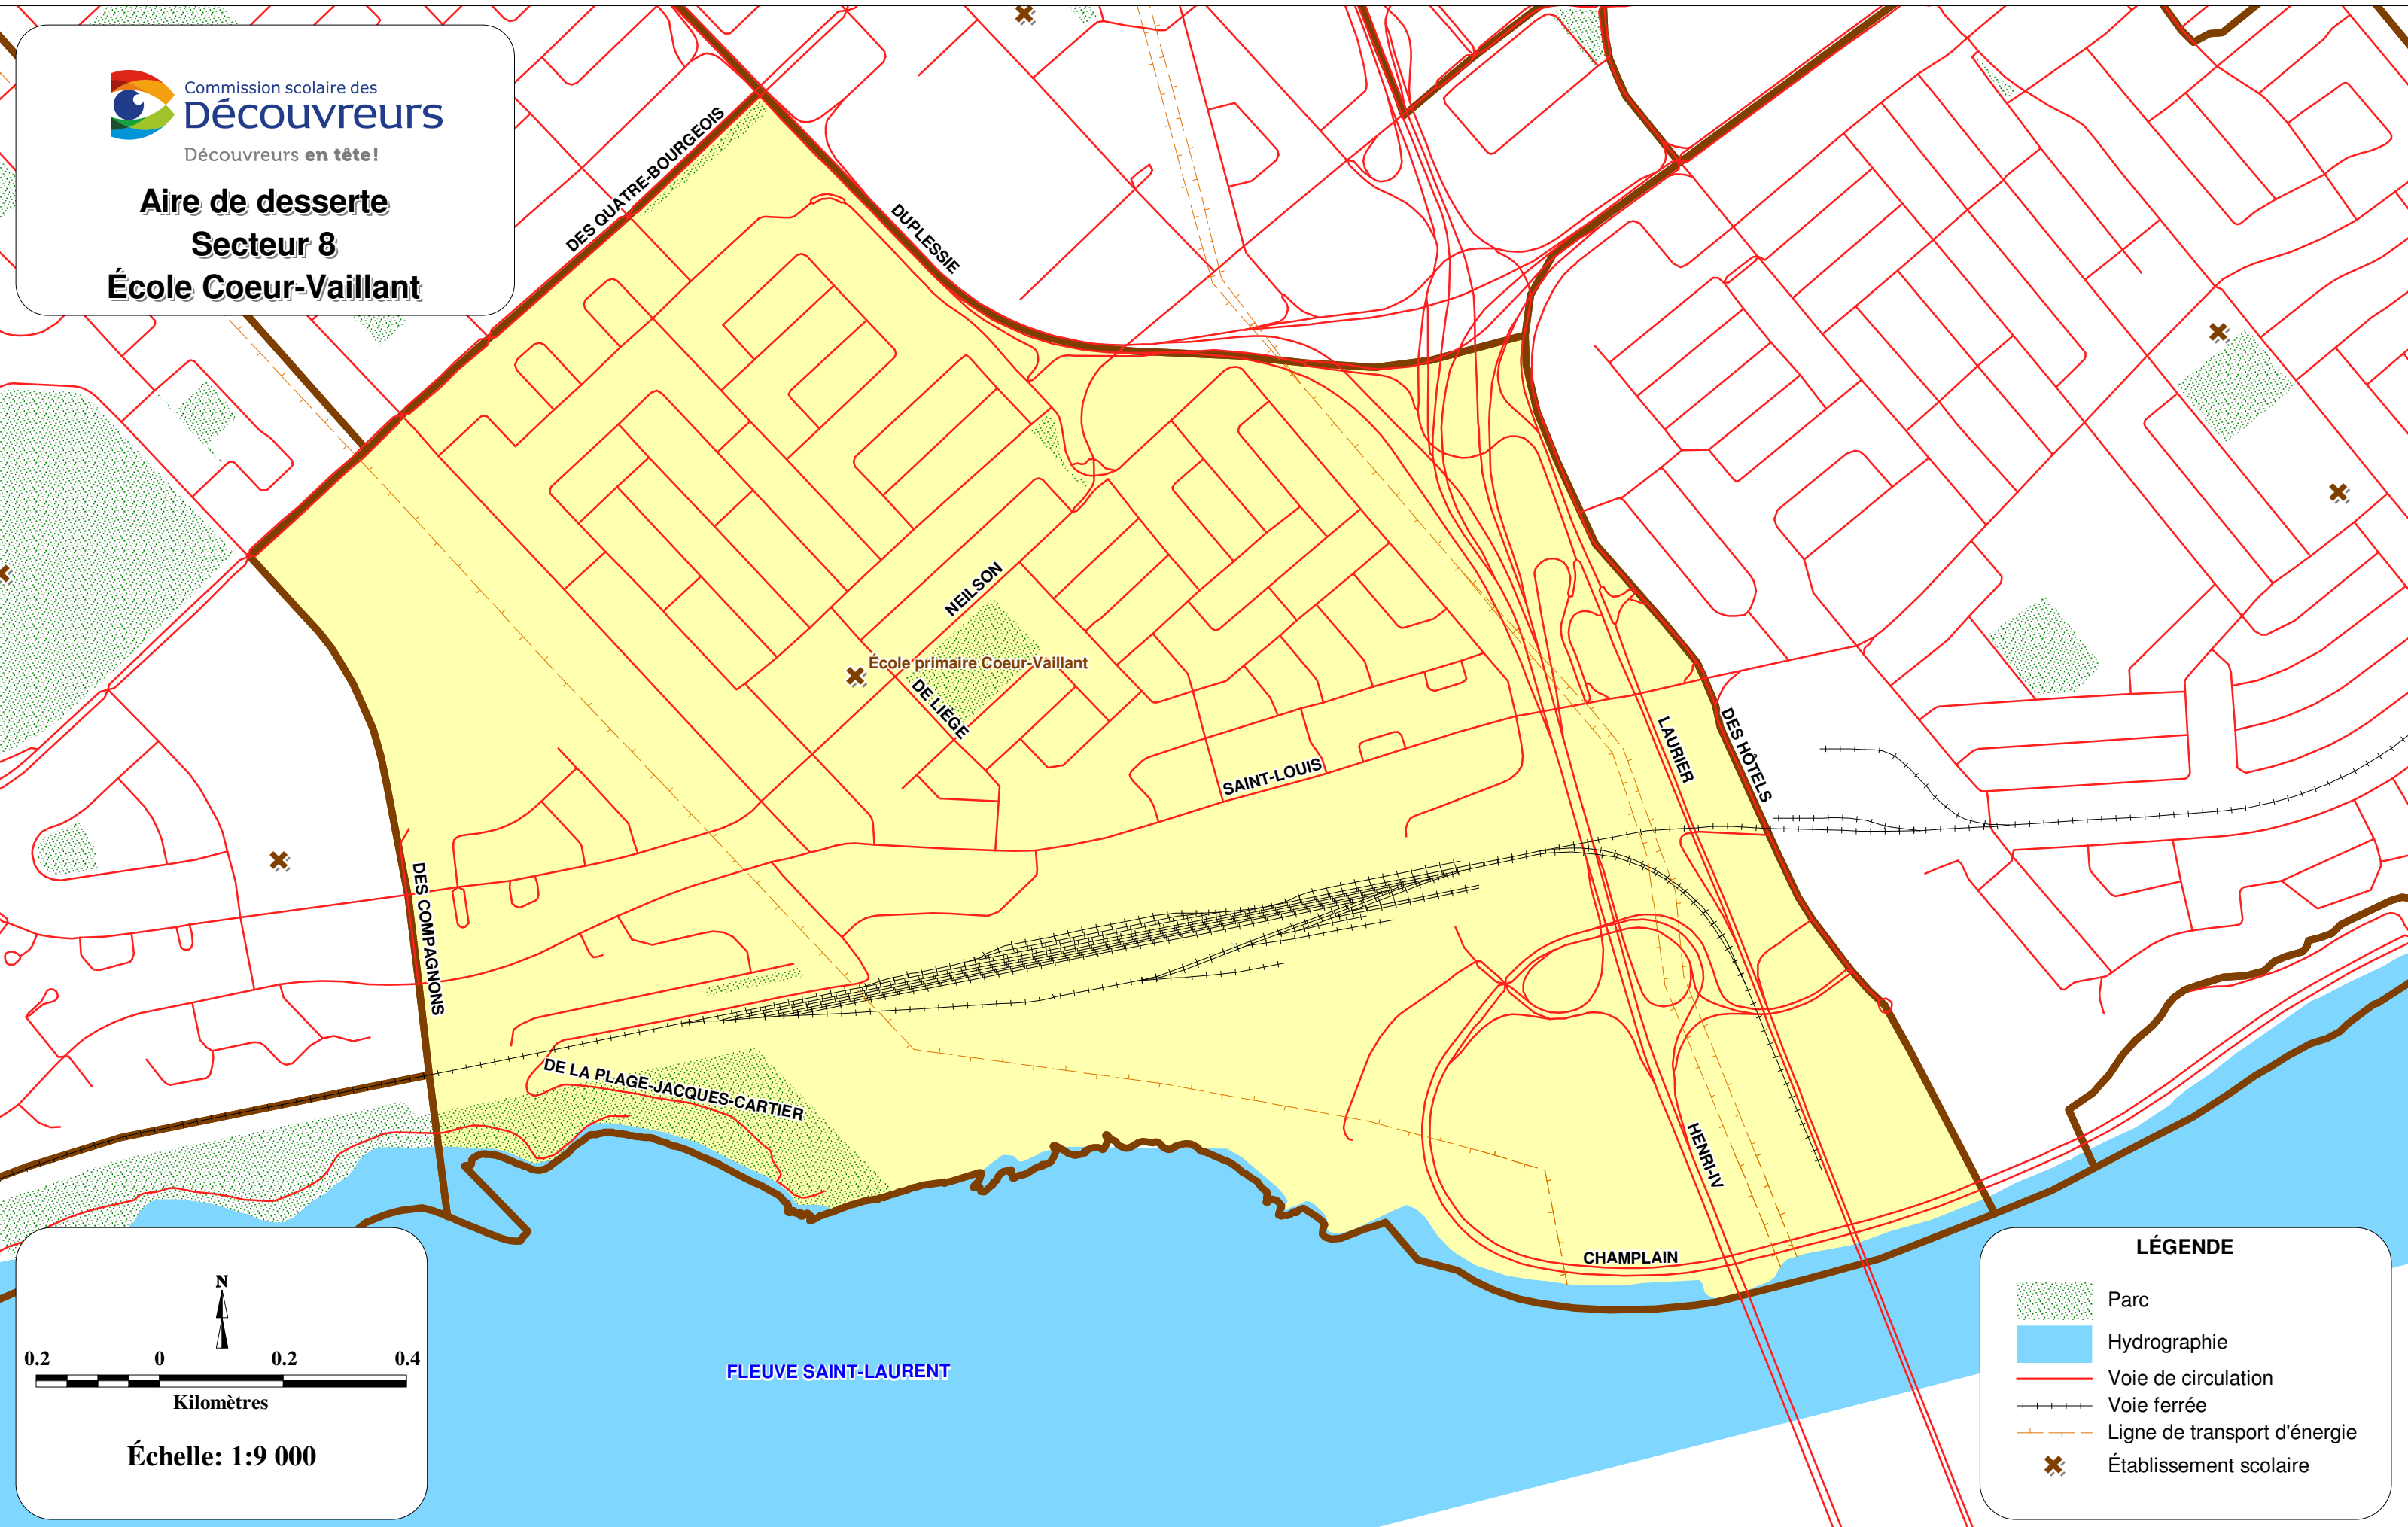 Commission scolaire des
Découvreurs
Découvreurs en tête!
Aire de desserte
Secteur 8
École Coeur-Vaillant
DES QUATRE-BOURGEOIS
DUPLESSIE
NEILSON
École primaire Coeur-Vaillant
DE LIÈGE
SAINT-LOUIS
LAURIER
DES HÔTELS
DES COMPAGNONS
DE LA PLAGE-JACQUES-CARTIER
HENRI-IV
CHAMPLAIN
FLEUVE SAINT-LAURENT
N
0.2 0 0.2 0.4
Kilomètres
Échelle: 1:9 000
LÉGENDE
Parc
Hydrographie
Voie de circulation
Voie ferrée
Ligne de transport d'énergie
Établissement scolaire